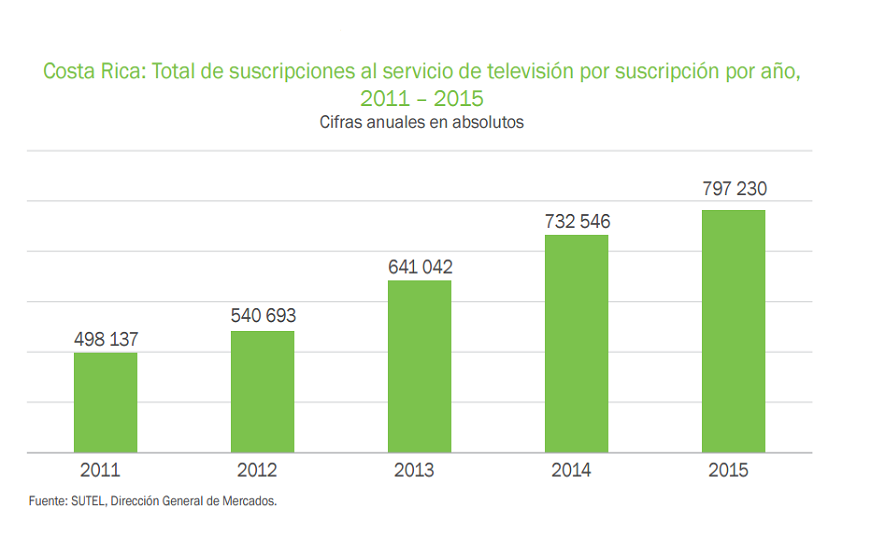 Costa Rica: Total de suscripciones al servicio de televisión por suscripción por año,
2011 – 2015
Cifras anuales en absolutos
797 230
732 546
641 042
540 693
498 137
2011 2012 2013 2014 2015
Fuente: SUTEL, Dirección General de Mercados.